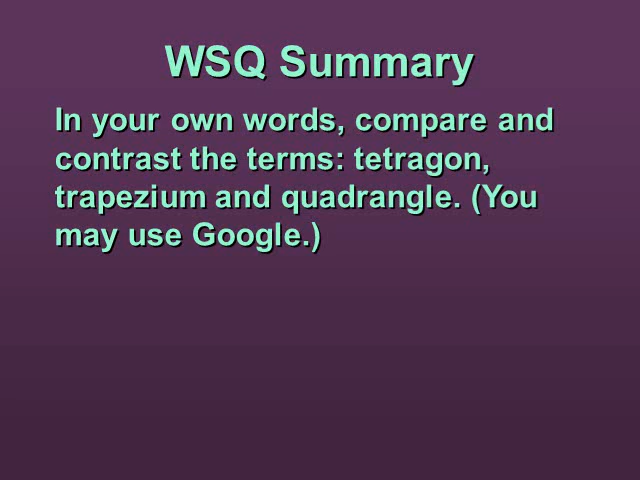 WSQ Summary
In your own words, compare and
contrast the terms: tetragon,
trapezium and quadrangle. (You
may use Google.)